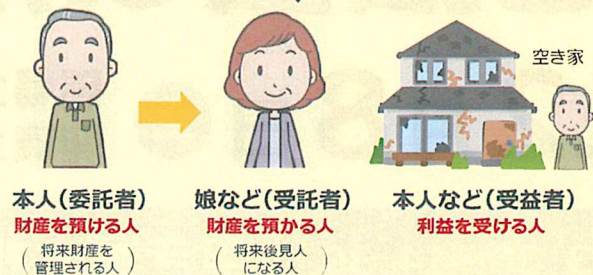 空き家
本人(委託者)
財産を預ける人
(将来財産を
管理される人)
娘など(受託者)
財産を預かる人
(将来後見人
になる人)
本人など(受益者)
利益を受ける人